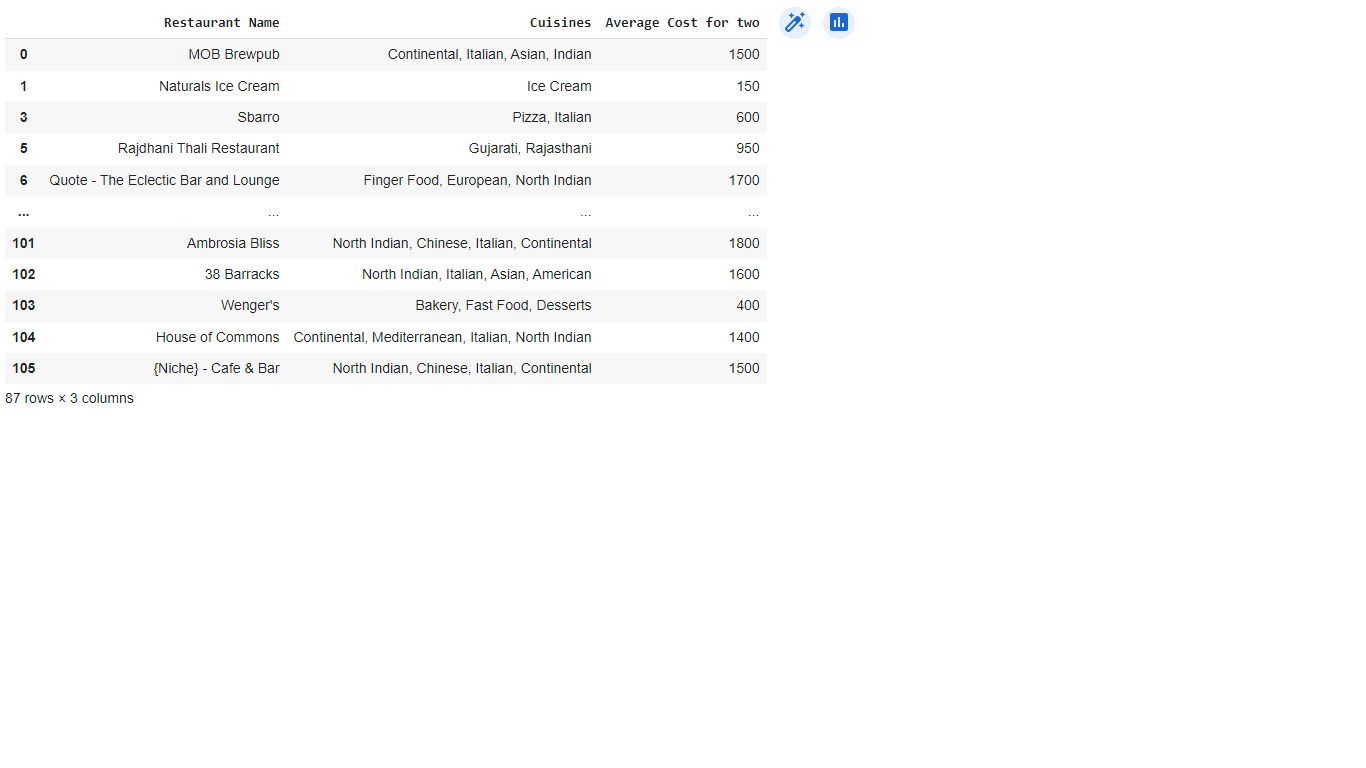 Restaurant Name Cuisines Average Cost for two
0 MOB Brewpub Continental, Italian, Asian, Indian 1500
1 Naturals Ice Cream Ice Cream 150
3 Sbarro Pizza, Italian 600
5 Rajdhani Thali Restaurant Gujarati, Rajasthani 950
6 Quote - The Eclectic Bar and Lounge Finger Food, European, North Indian 1700
... ... ... ...
101 Ambrosia Bliss North Indian, Chinese, Italian, Continental 1800
102 38 Barracks North Indian, Italian, Asian, American 1600
103 Wenger's Bakery, Fast Food, Desserts 400
104 House of Commons Continental, Mediterranean, Italian, North Indian 1400
105 {Niche} - Cafe & Bar North Indian, Chinese, Italian, Continental 1500
87 rows × 3 columns